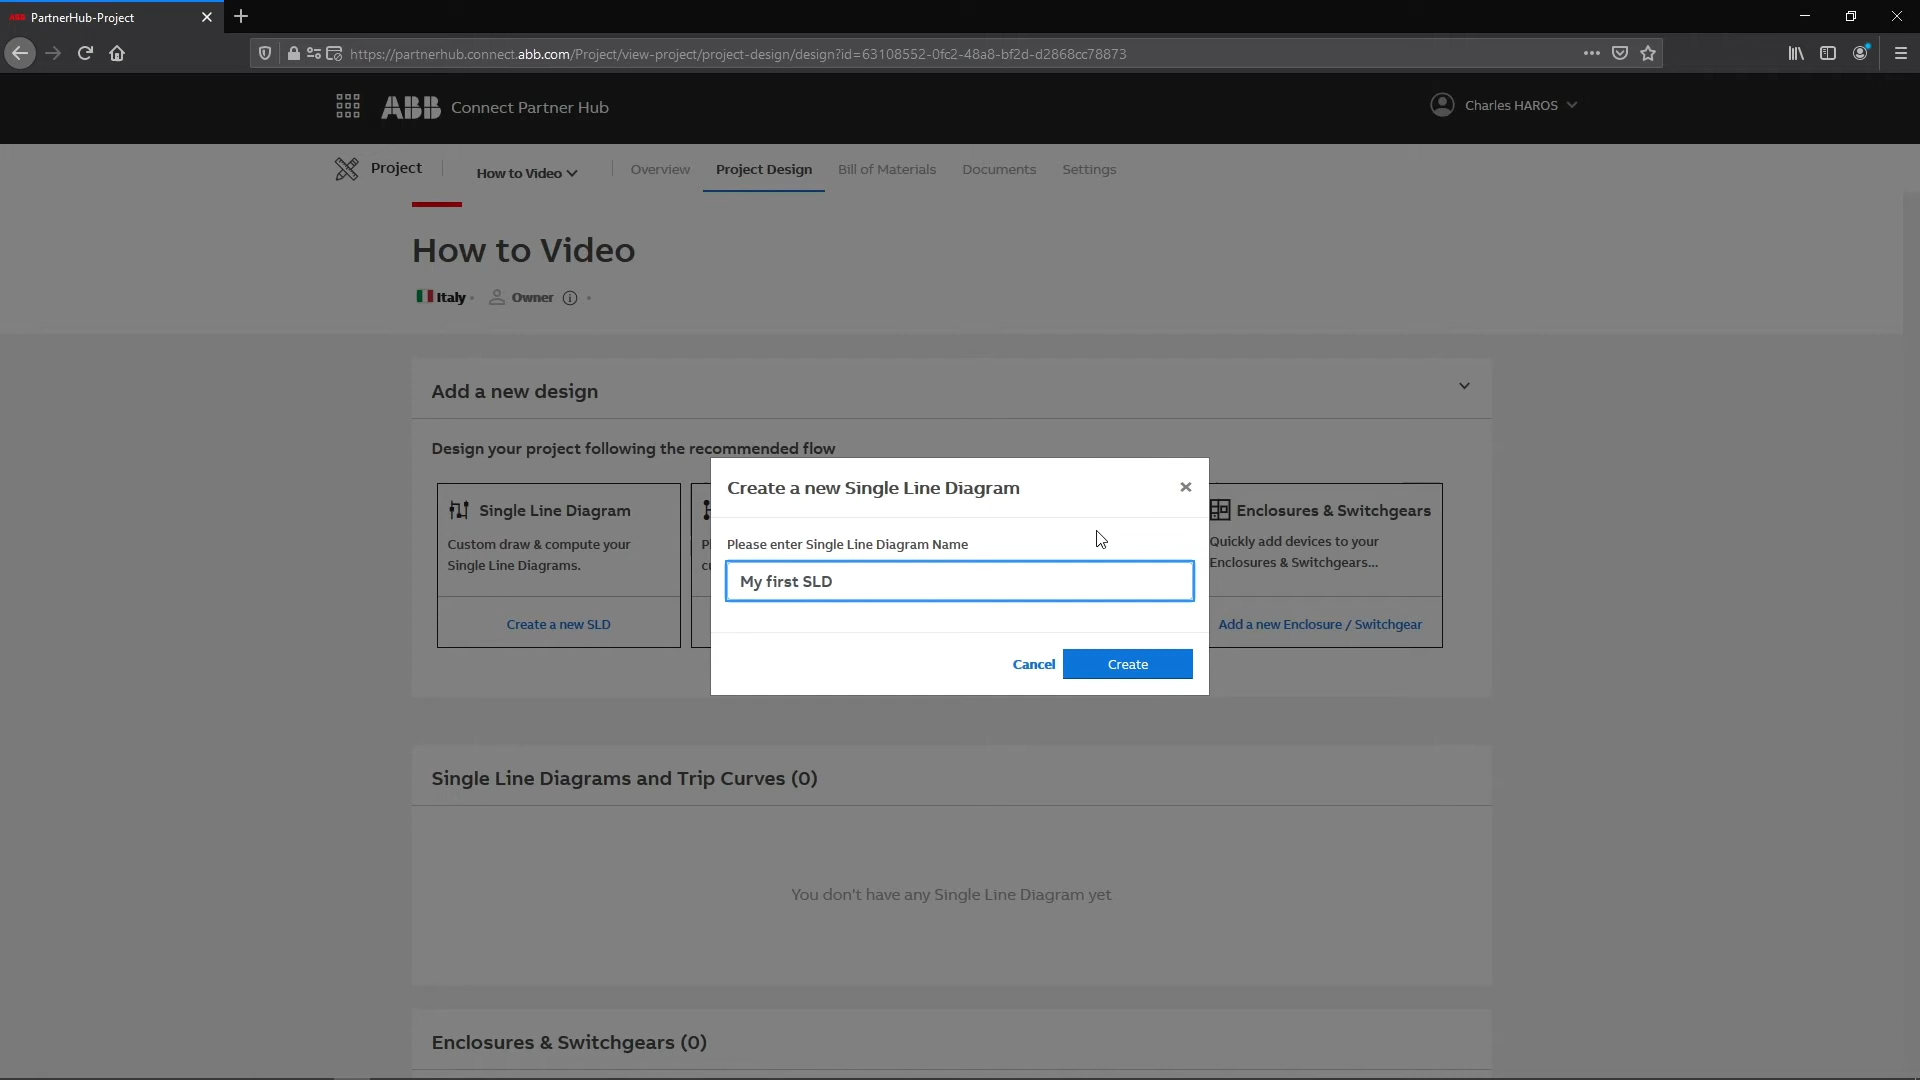 PartnerHub-Project
https://partnerhub.connect.abb.com/Project/view-project/project-design/design?id=63108552-0fc2-48a8-bf2d-d2868cc78873
ABB Connect Partner Hub
Charles HAROS
Project
How to Video
Overview
Project Design
Bill of Materials
Documents
Settings
How to Video
Italy
Owner
Add a new design
Design your project following the recommended flow
Single Line Diagram
Custom draw & compute your
Single Line Diagrams.
Create a new SLD
Create a new Single Line Diagram
Please enter Single Line Diagram Name
My first SLD
Cancel
Create
Enclosures & Switchgears
Quickly add devices to your
Enclosures & Switchgears...
Add a new Enclosure / Switchgear
Single Line Diagrams and Trip Curves (0)
You don't have any Single Line Diagram yet
Enclosures & Switchgears (0)